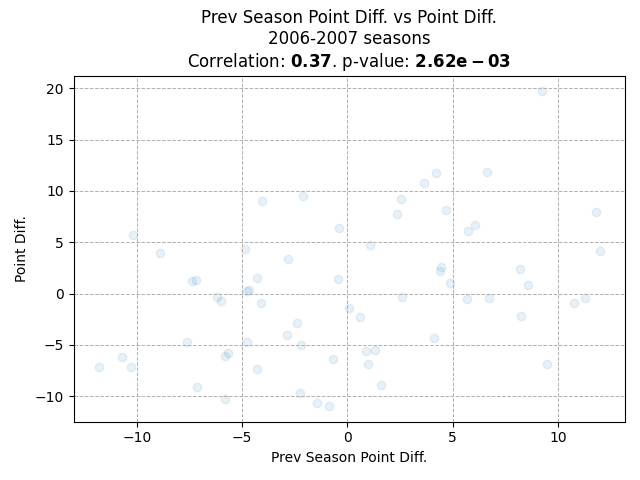 Prev Season Point Diff. vs Point Diff.
2006-2007 seasons
Correlation: 0.37. p-value: 2.62e − 03
20
15
10
5
0
−5
−10
Point Diff.
−10
−5
0
5
10
Prev Season Point Diff.